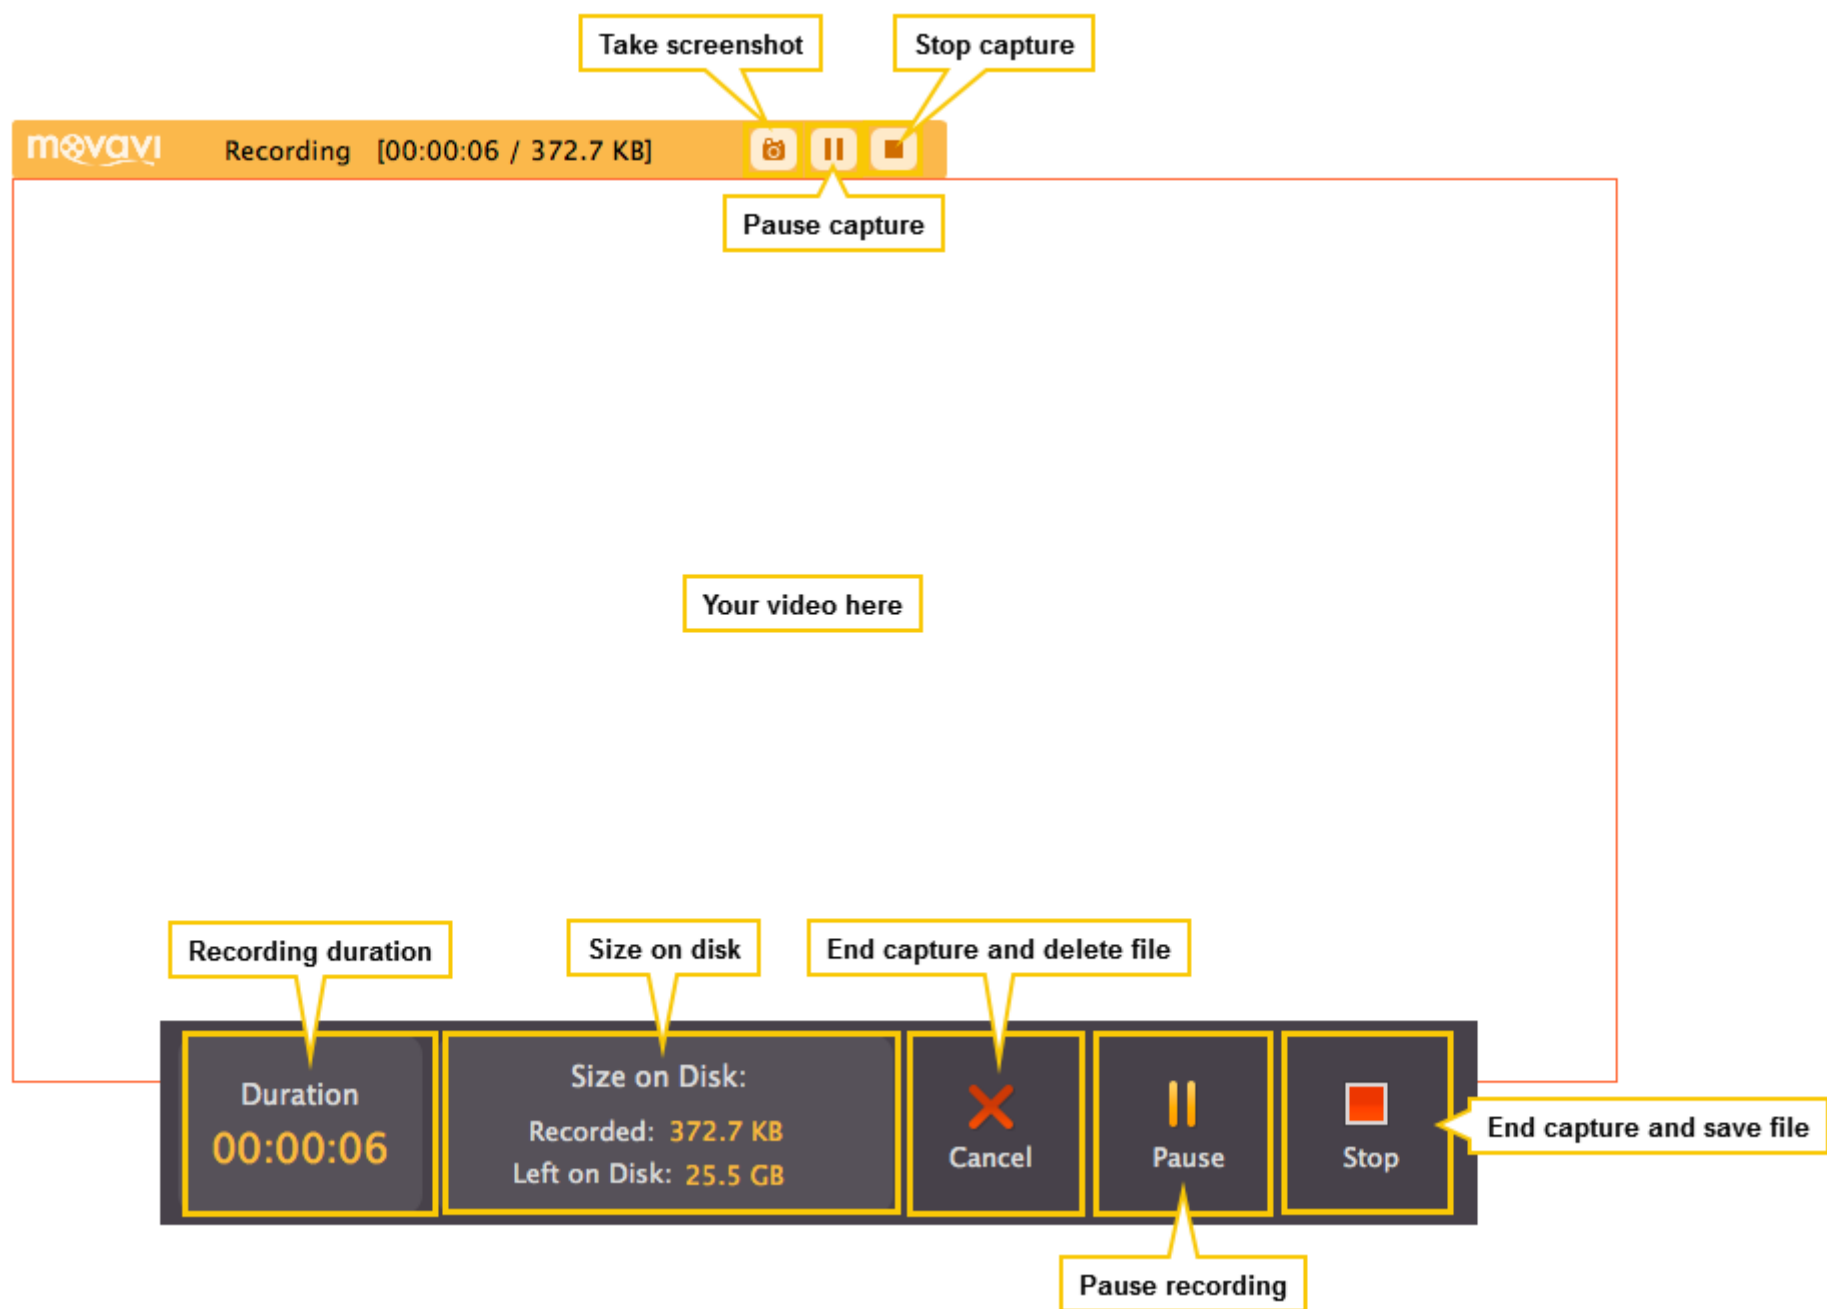 Take screenshot
Stop capture
movavi
Recording [00:00:06 / 372.7 KB]
Pause capture
Your video here
Recording duration
Size on disk
End capture and delete file
Duration
00:00:06
Size on Disk:
Recorded: 372.7 KB
Left on Disk: 25.5 GB
Cancel
Pause
Stop
End capture and save file
Pause recording